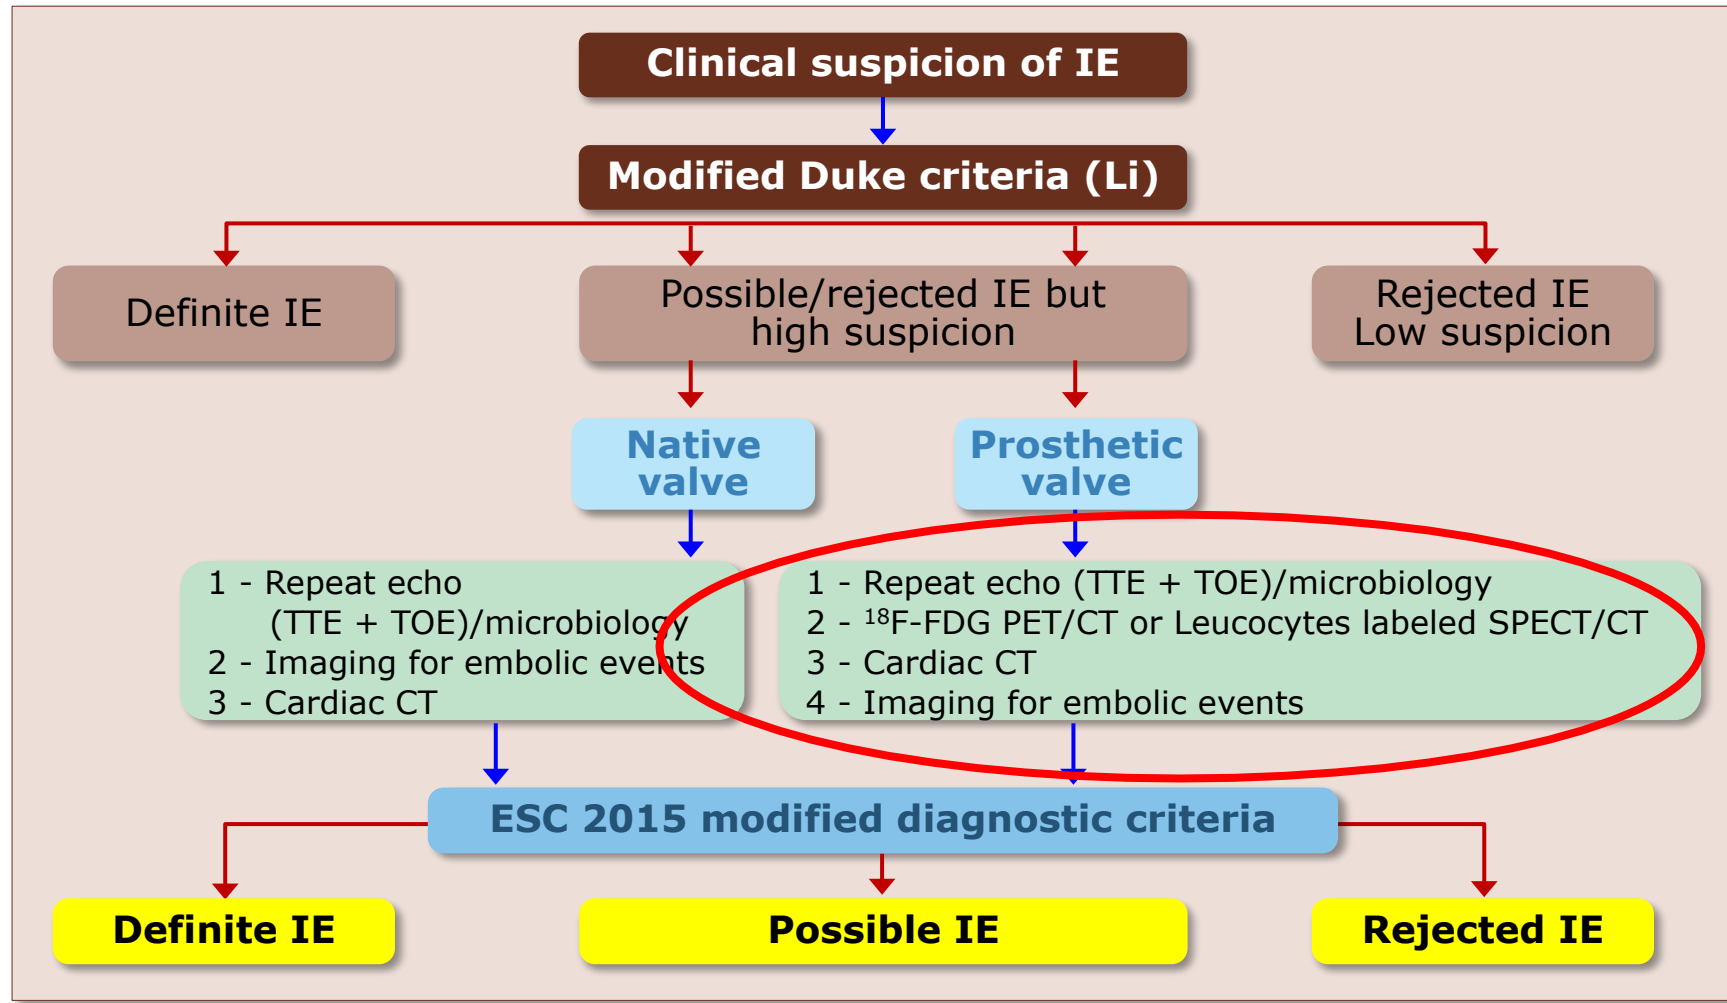 Clinical suspicion of IE
Modified Duke criteria (Li)
Definite IE
Possible/rejected IE but
high suspicion
Rejected IE
Low suspicion
Native
valve
Prosthetic
valve
1 - Repeat echo
(TTE + TOE)/microbiology
2 - Imaging for embolic events
3 - Cardiac CT
1 - Repeat echo (TTE + TOE)/microbiology
2 - ¹⁸F-FDG PET/CT or Leucocytes labeled SPECT/CT
3 - Cardiac CT
4 - Imaging for embolic events
ESC 2015 modified diagnostic criteria
Definite IE
Possible IE
Rejected IE